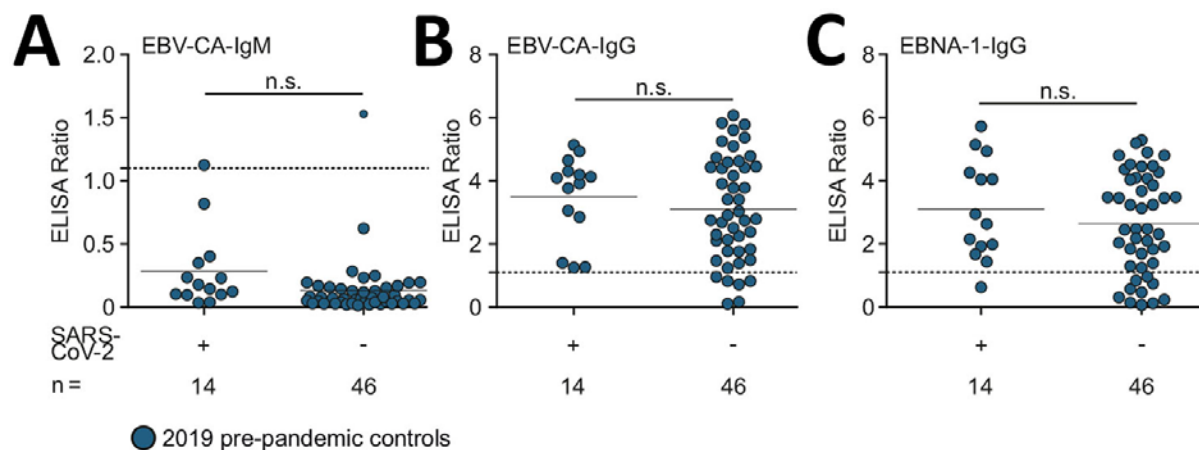 A
EBV-CA-IgM
ELISA Ratio
2.0
1.5
1.0
0.5
0
n.s.
B
EBV-CA-IgG
ELISA Ratio
8
6
4
2
0
n.s.
C
EBNA-1-IgG
ELISA Ratio
8
6
4
2
0
n.s.
SARS-
CoV-2
+ - + - + -
n = 14 46 14 46 14 46
2019 pre-pandemic controls